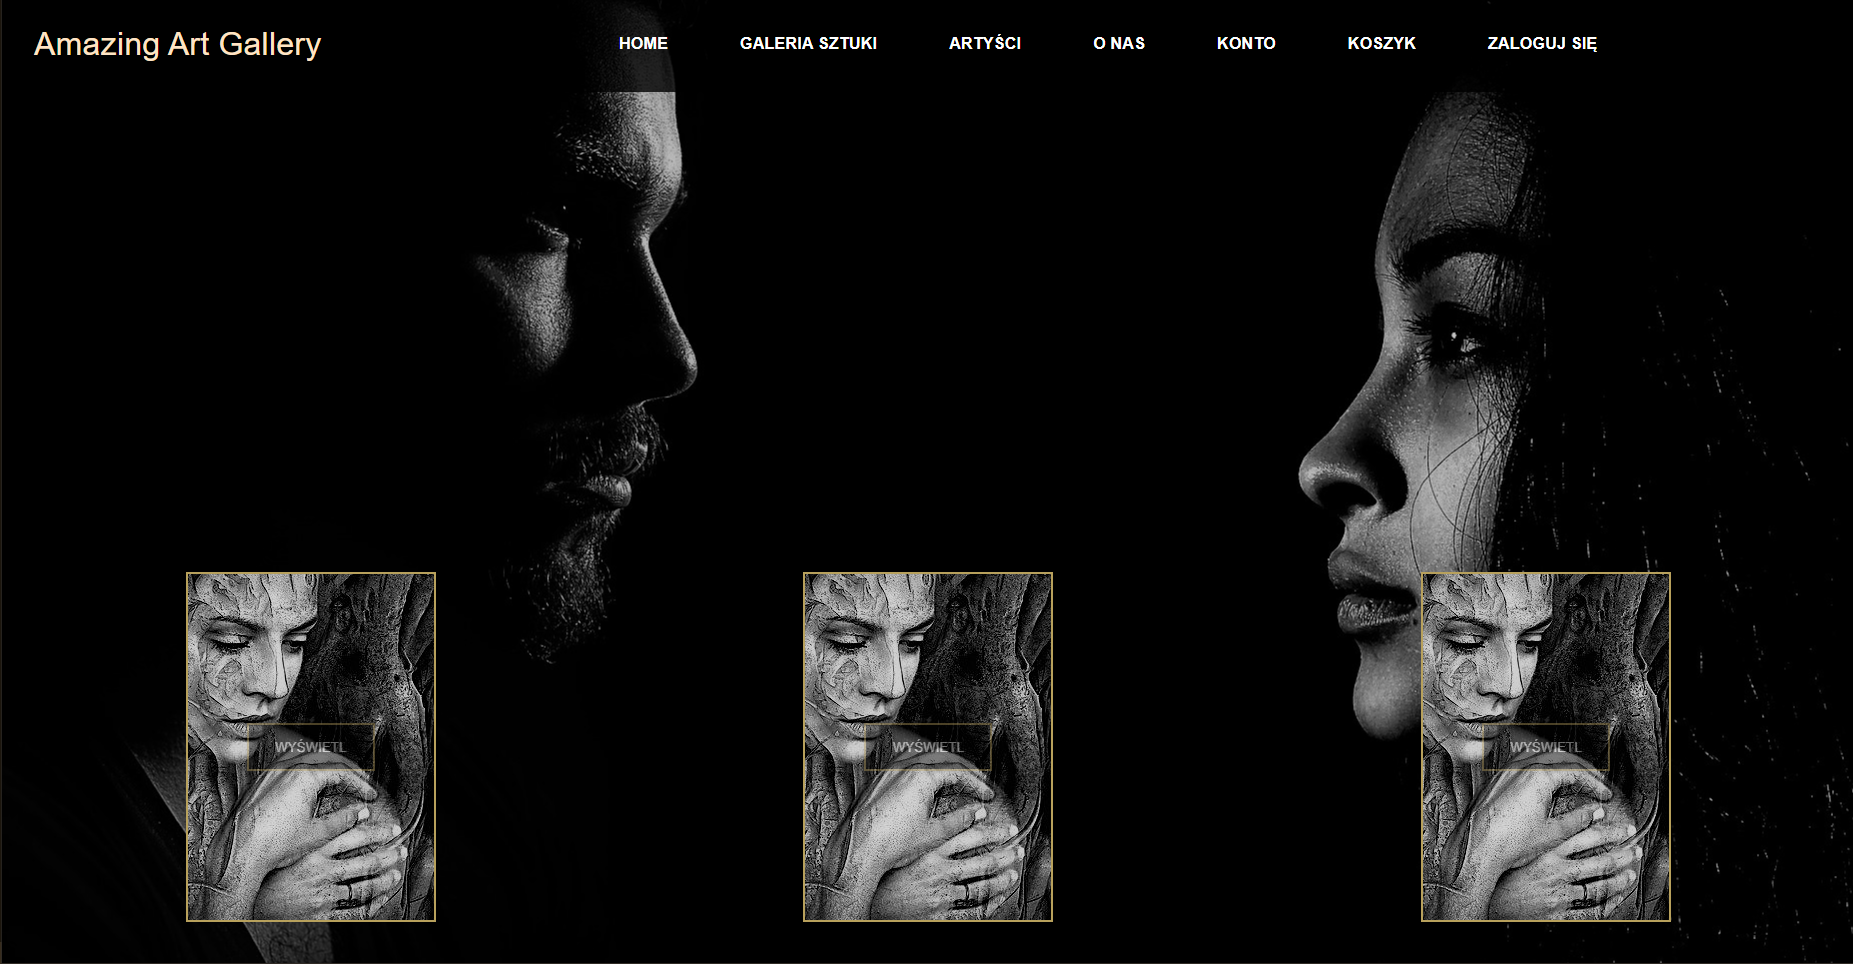 Amazing Art Gallery
HOME GALERIA SZTUKI ARTYŚCI O NAS KONTO KOSZYK ZALOGUJ SIĘ
WYŚWIETL WYŚWIETL WYŚWIETL